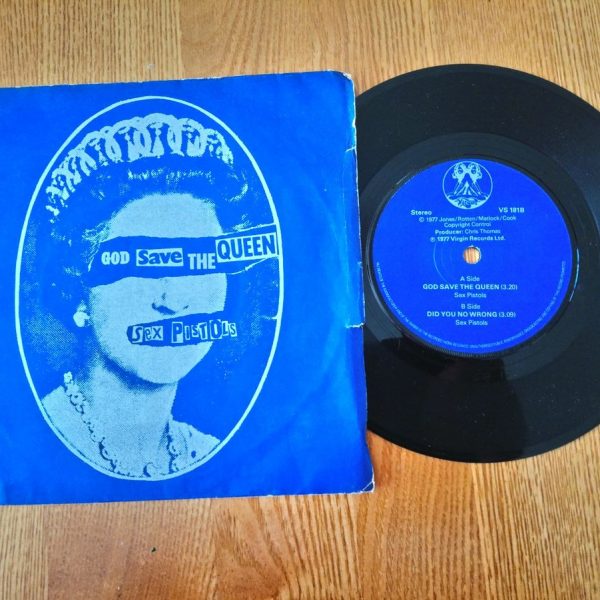 GOD Save THE QUEEN
Sex PiSTOLS
Stereo VS 181B
℗ 1977 Jones/Rotten/Matlock/Cook
Copyright Control
Producer: Chris Thomas
℗ 1977 Virgin Records Ltd.
A Side
GOD SAVE THE QUEEN (3.20)
Sex Pistols
B Side
DID YOU NO WRONG (3.09)
Sex Pistols